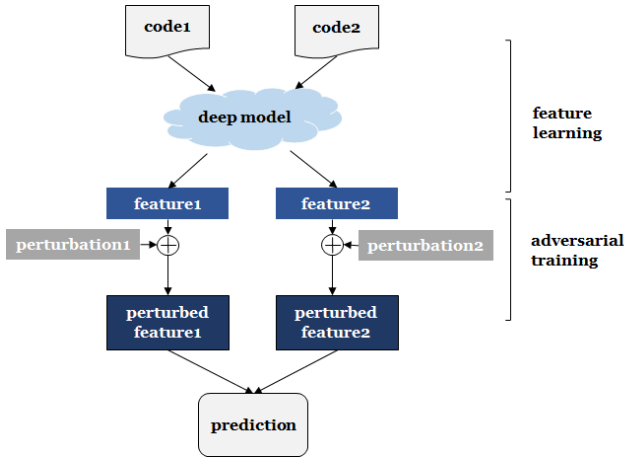 code1
code2
deep model
feature
learning
feature1
feature2
perturbation1
perturbation2
adversarial
training
perturbed
feature1
perturbed
feature2
prediction